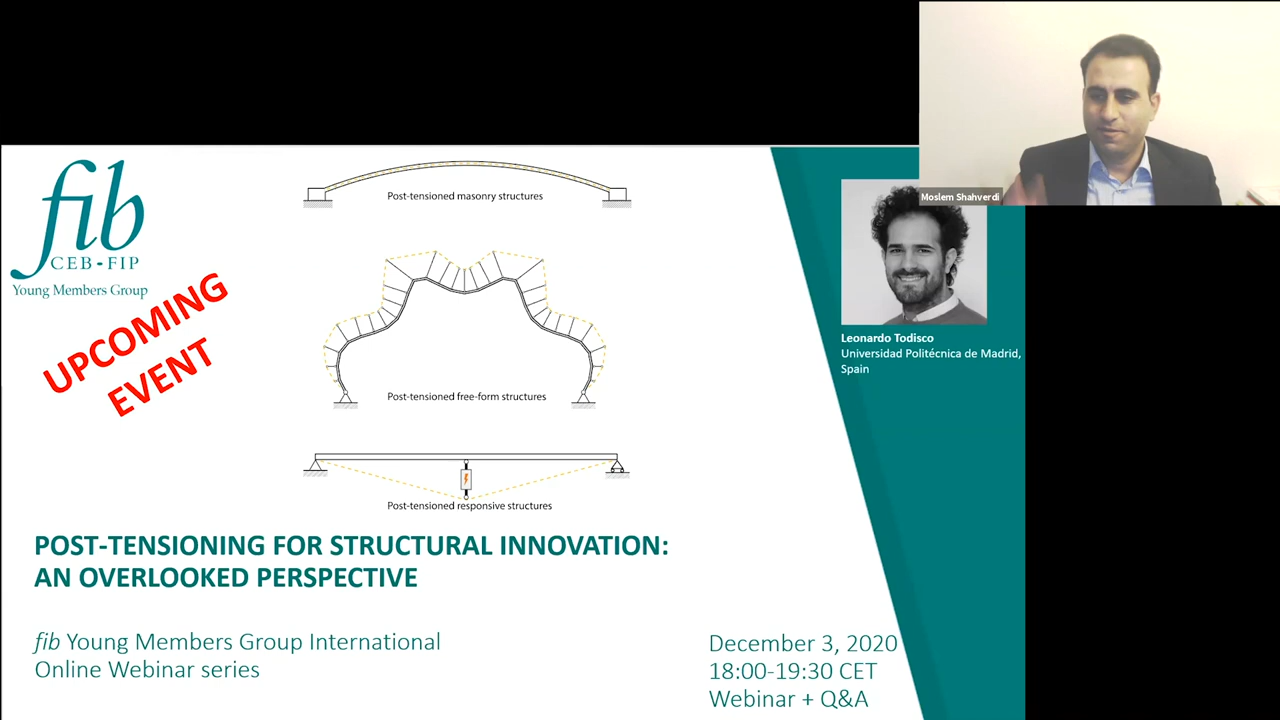 fib
CEB • FIP
Young Members Group
UPCOMING
EVENT
Post-tensioned masonry structures
Post-tensioned free-form structures
Post-tensioned responsive structures
Moslem Shahverdi
Leonardo Todisco
Universidad Politécnica de Madrid,
Spain
POST-TENSIONING FOR STRUCTURAL INNOVATION:
AN OVERLOOKED PERSPECTIVE
fib Young Members Group International
Online Webinar series
December 3, 2020
18:00-19:30 CET
Webinar + Q&A